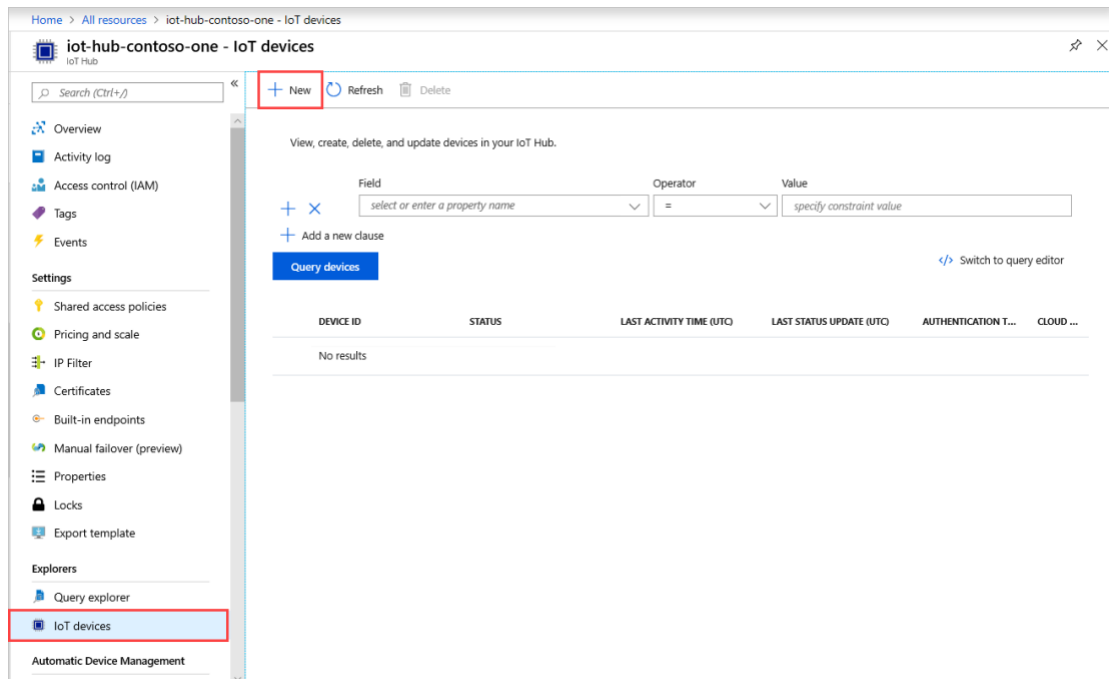 Home > All resources > iot-hub-contoso-one - IoT devices
iot-hub-contoso-one - IoT devices
IoT Hub
Search (Ctrl+/)
Overview
Activity log
Access control (IAM)
Tags
Events
Settings
Shared access policies
Pricing and scale
IP Filter
Certificates
Built-in endpoints
Manual failover (preview)
Properties
Locks
Export template
Explorers
Query explorer
IoT devices
Automatic Device Management
New Refresh Delete
View, create, delete, and update devices in your IoT Hub.
Field Operator Value
select or enter a property name = specify constraint value
Add a new clause
Query devices
Switch to query editor
DEVICE ID STATUS LAST ACTIVITY TIME (UTC) LAST STATUS UPDATE (UTC) AUTHENTICATION T... CLOUD ...
No results